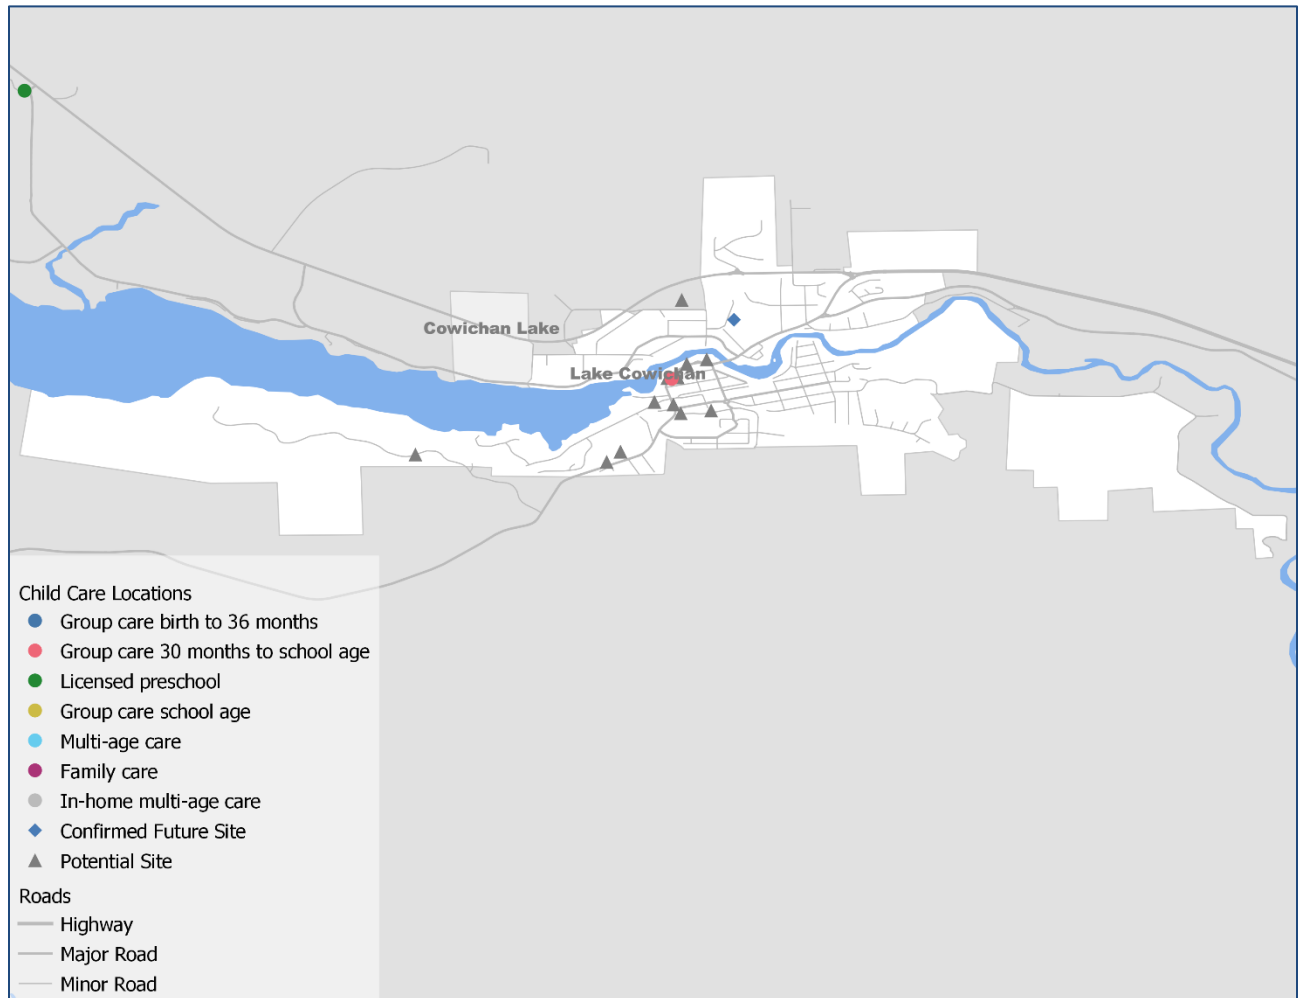 Cowichan Lake
Lake Cowichan
Child Care Locations
Group care birth to 36 months
Group care 30 months to school age
Licensed preschool
Group care school age
Multi-age care
Family care
In-home multi-age care
Confirmed Future Site
Potential Site
Roads
Highway
Major Road
Minor Road